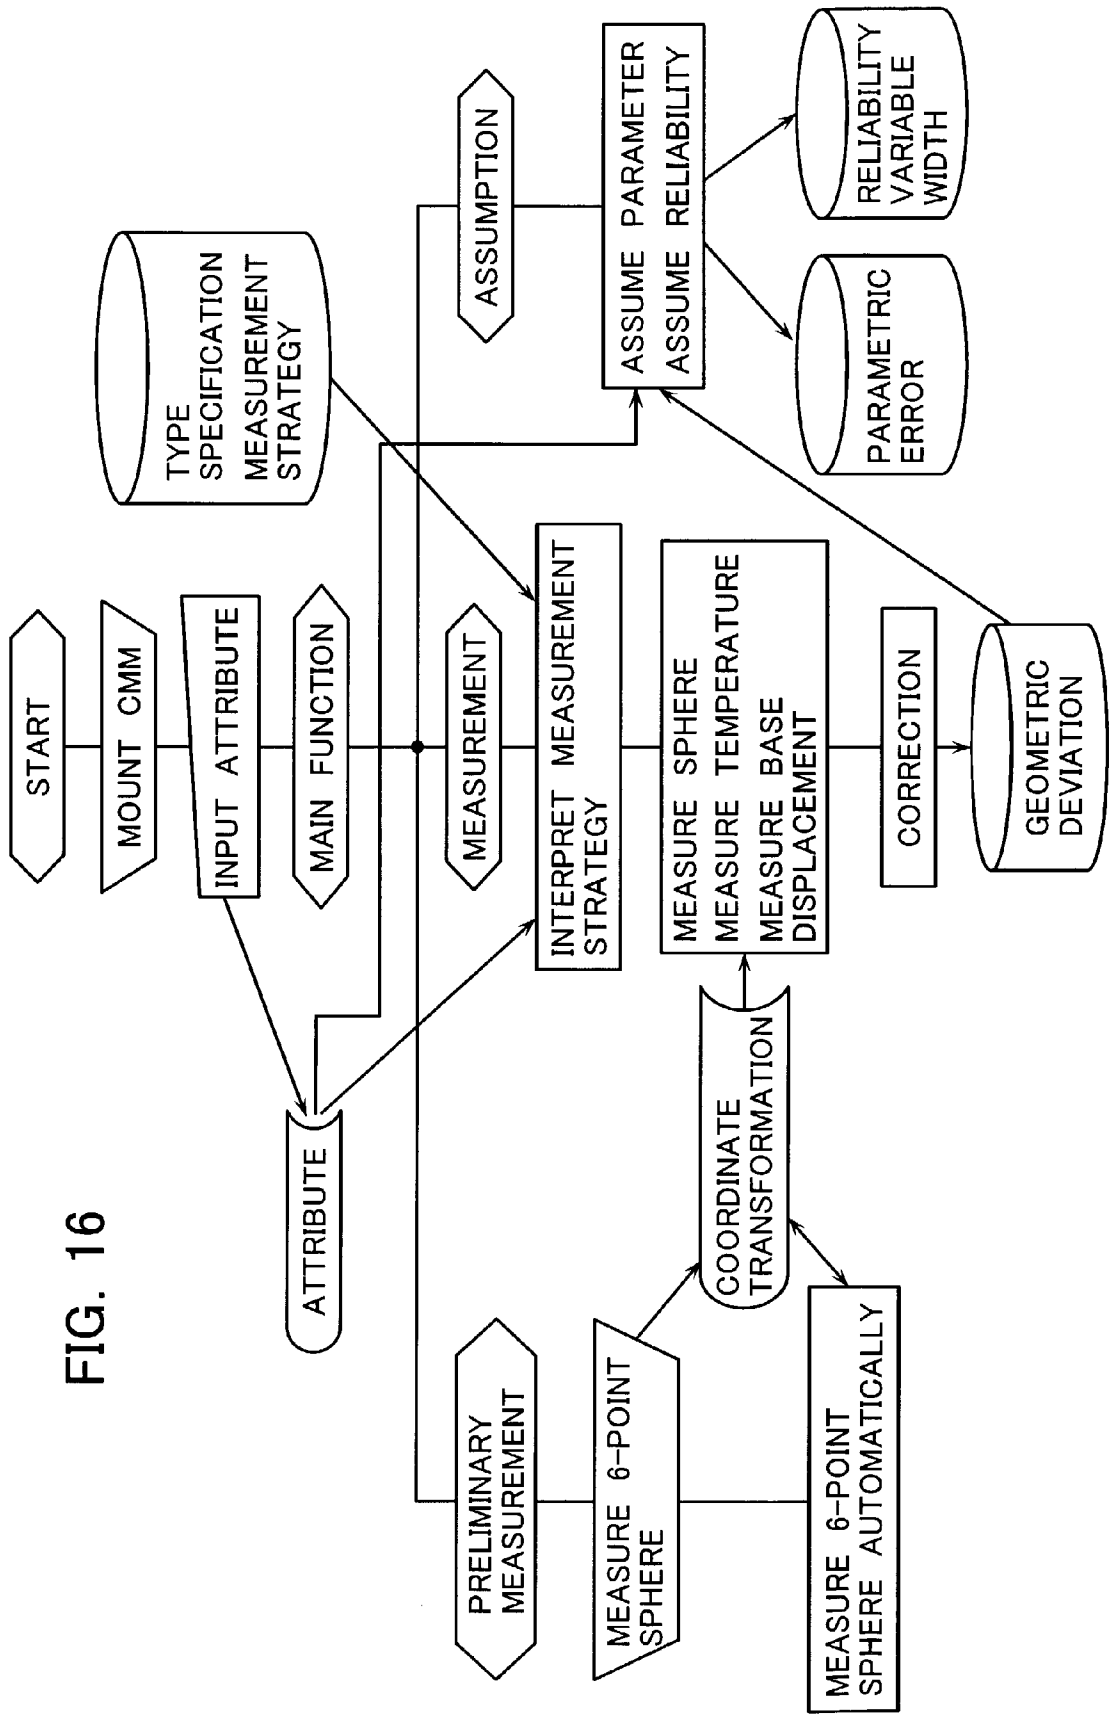 FIG. 16
START
MOUNT CMM
INPUT ATTRIBUTE
ATTRIBUTE
MAIN FUNCTION
TYPE
SPECIFICATION
MEASUREMENT
STRATEGY
PRELIMINARY
MEASUREMENT
MEASUREMENT
ASSUMPTION
MEASURE 6-POINT
SPHERE
INTERPRET MEASUREMENT
STRATEGY
ASSUME PARAMETER
ASSUME RELIABILITY
COORDINATE
TRANSFORMATION
MEASURE SPHERE
MEASURE TEMPERATURE
MEASURE BASE
DISPLACEMENT
MEASURE 6-POINT
SPHERE AUTOMATICALLY
CORRECTION
PARAMETRIC
ERROR
RELIABILITY
VARIABLE
WIDTH
GEOMETRIC
DEVIATION